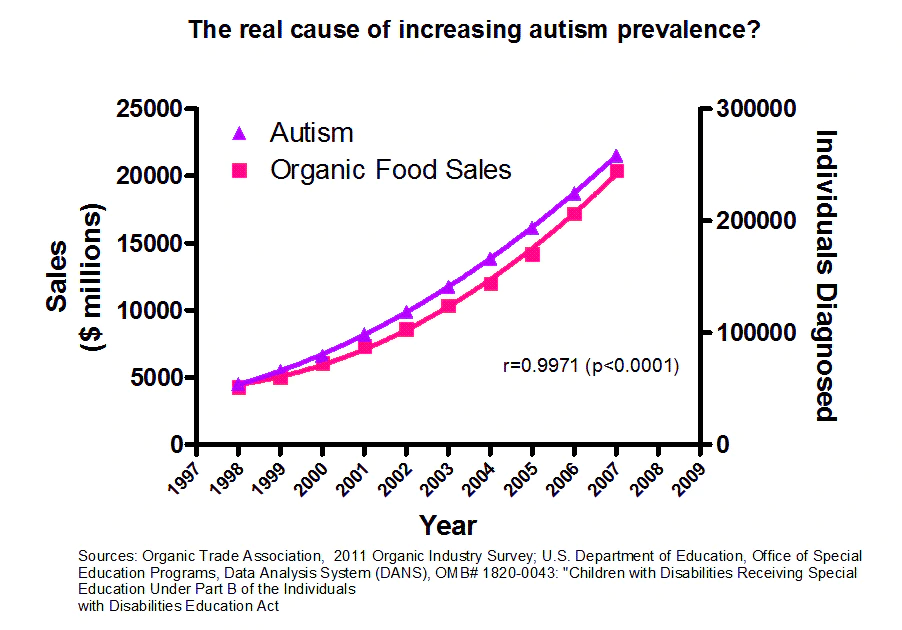 The real cause of increasing autism prevalence?
25000
20000
15000
10000
5000
0
Sales
($ millions)
Autism
Organic Food Sales
r=0.9971 (p<0.0001)
300000
200000
100000
0
Individuals Diagnosed
1997
1998
1999
2000
2001
2002
2003
2004
2005
2006
2007
2008
2009
Year
Sources: Organic Trade Association,  2011 Organic Industry Survey; U.S. Department of Education, Office of Special
Education Programs, Data Analysis System (DANS), OMB# 1820-0043: "Children with Disabilities Receiving Special
Education Under Part B of the Individuals
with Disabilities Education Act